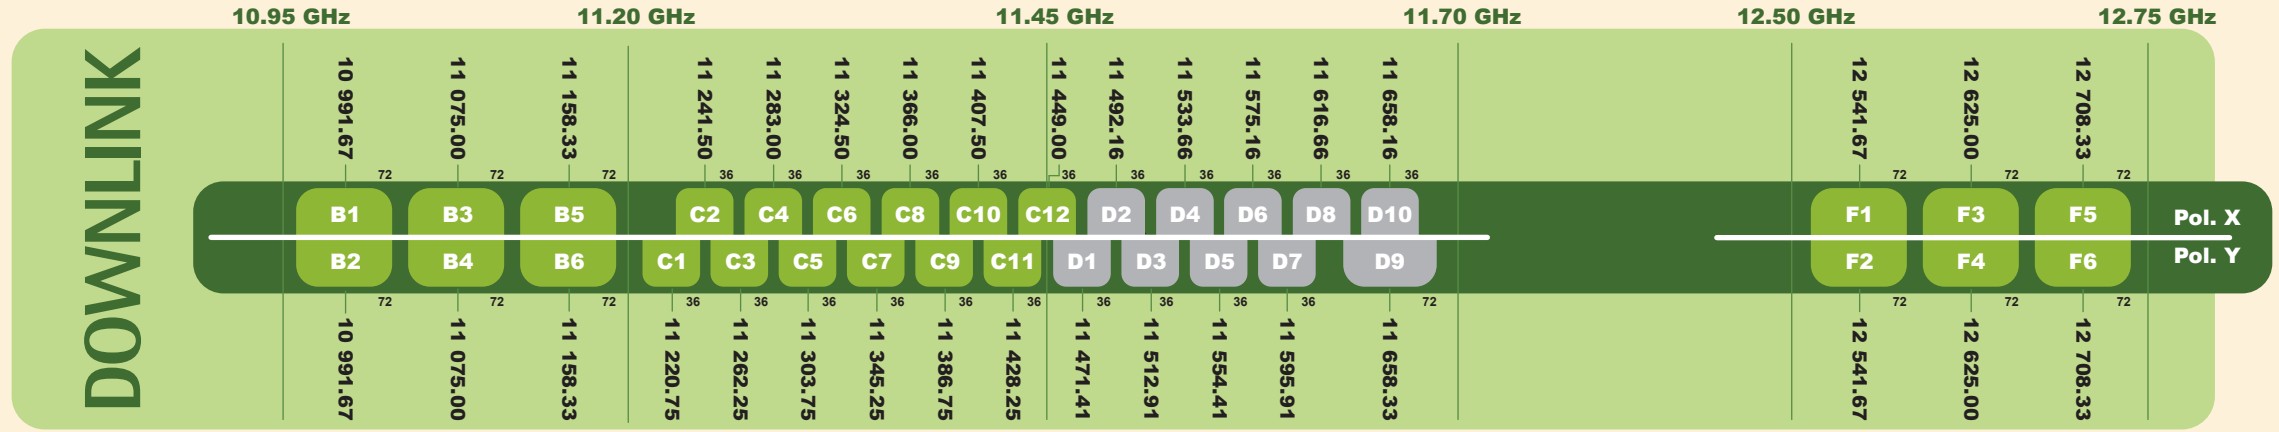 10.95 GHz 11.20 GHz 11.45 GHz 11.70 GHz 12.50 GHz 12.75 GHz
DOWNLINK
10 991.67 11 075.00 11 158.33 11 241.50 11 283.00 11 324.50 11 366.00 11 407.50 11 449.00 11 492.16 11 533.66 11 575.16 11 616.66 11 658.16 12 541.67 12 625.00 12 708.33
72 72 72 36 36 36 36 36 36 36 36 36 36 36 72 72 72
B1 B3 B5 C2 C4 C6 C8 C10 C12 D2 D4 D6 D8 D10 F1 F3 F5 Pol. X
B2 B4 B6 C1 C3 C5 C7 C9 C11 D1 D3 D5 D7 D9 F2 F4 F6 Pol. Y
72 72 72 36 36 36 36 36 36 36 36 36 36 72 72 72 72
10 991.67 11 075.00 11 158.33 11 220.75 11 262.25 11 303.75 11 345.25 11 386.75 11 428.25 11 471.41 11 512.91 11 554.41 11 595.91 11 658.33 12 541.67 12 625.00 12 708.33